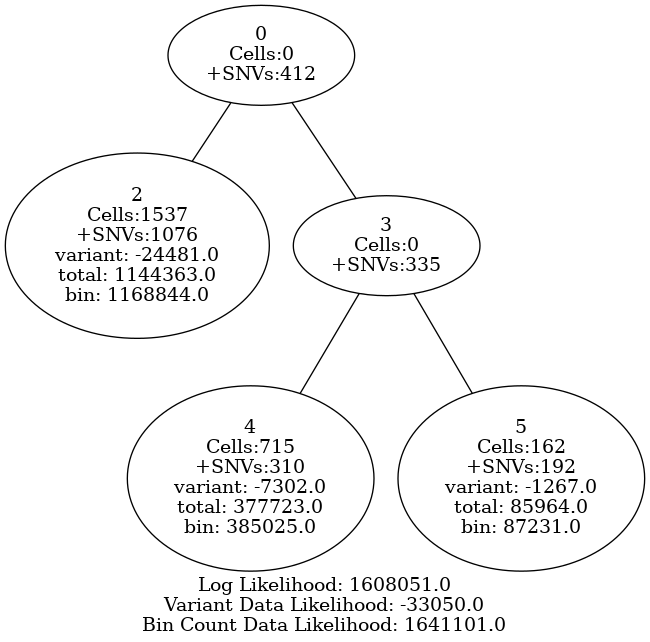 0
Cells:0
+SNVs:412
2
Cells:1537
+SNVs:1076
variant: -24481.0
total: 1144363.0
bin: 1168844.0
3
Cells:0
+SNVs:335
4
Cells:715
+SNVs:310
variant: -7302.0
total: 377723.0
bin: 385025.0
5
Cells:162
+SNVs:192
variant: -1267.0
total: 85964.0
bin: 87231.0
Log Likelihood: 1608051.0
Variant Data Likelihood: -33050.0
Bin Count Data Likelihood: 1641101.0